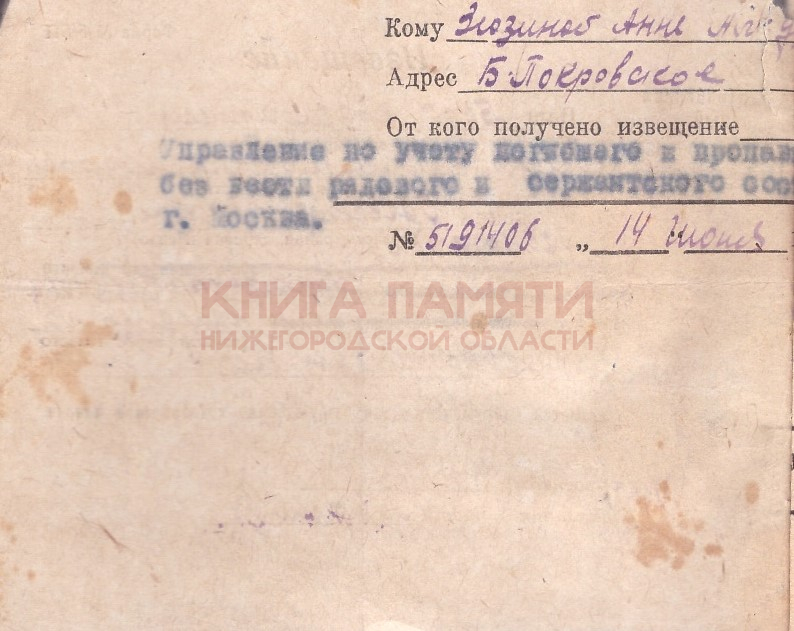 Кому Зюзиной Анне
Адрес Б-Покровское
От кого получено извещение
Управление по учету погибшего и пропав
без вести рядового и сержантского сос
г. Москва.
№ 5191406 „ 14 “ июня
КНИГА ПАМЯТИ
НИЖЕГОРОДСКОЙ ОБЛАСТИ